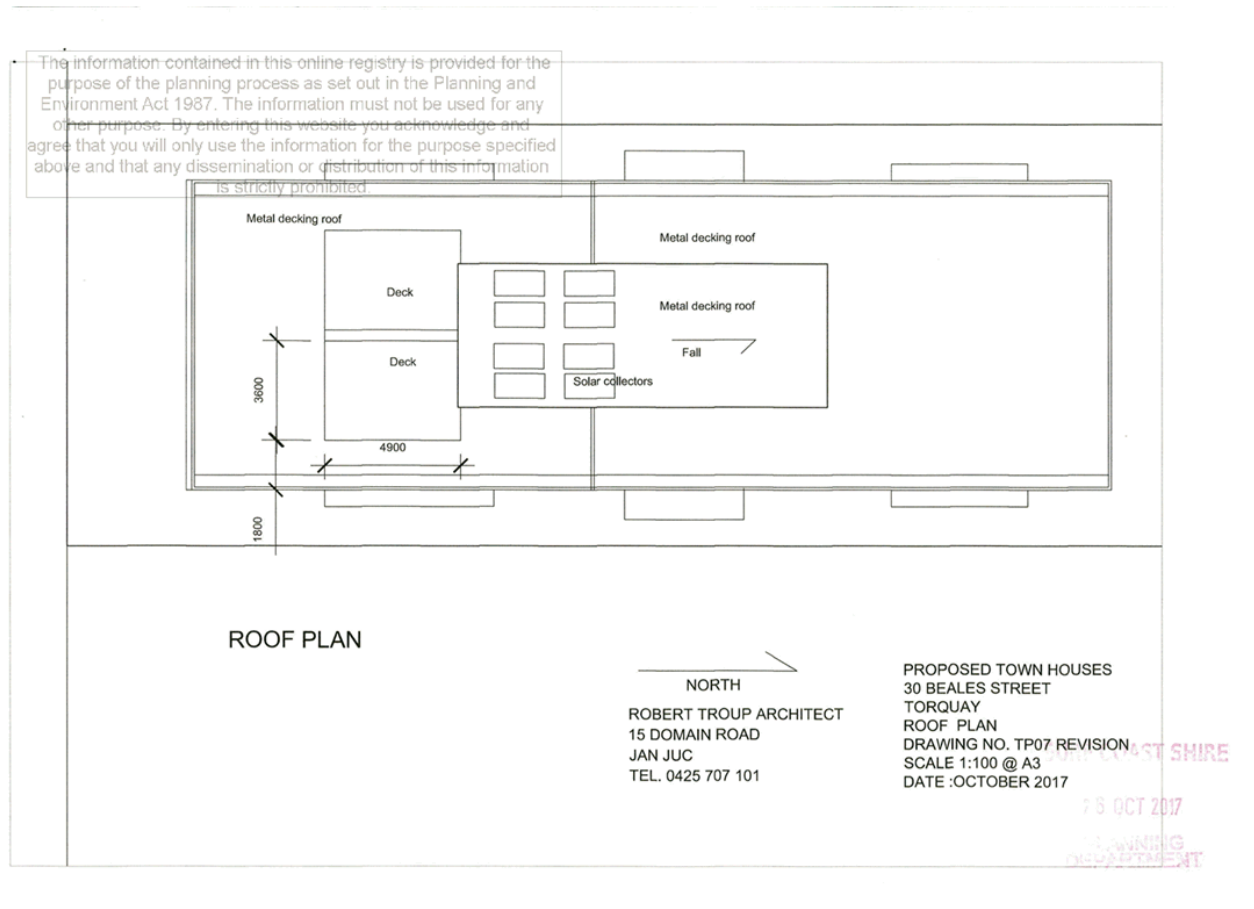 The information contained in this online registry is provided for the
purpose of the planning process as set out in the Planning and
Environment Act 1987. The information must not be used for any
other purpose. By entering this website you acknowledge and
agree that you will only use the information for the purpose specified
above and that any dissemination or distribution of this information
is strictly prohibited.
Metal decking roof
Metal decking roof
Deck
Metal decking roof
Fall
Deck
Solar collectors
3600
4900
1800
ROOF PLAN
NORTH
ROBERT TROUP ARCHITECT
15 DOMAIN ROAD
JAN JUC
TEL. 0425 707 101
PROPOSED TOWN HOUSES
30 BEALES STREET
TORQUAY
ROOF PLAN
DRAWING NO. TP07 REVISION
SCALE 1:100 @ A3
DATE :OCTOBER 2017
COAST SHIRE
OCT 2017
PLANNING
DEPARTMENT